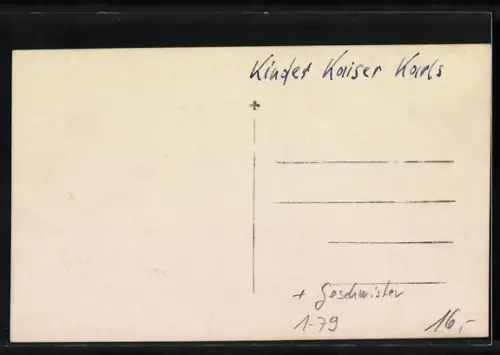 Kinder Kaiser Karls
+ Geschwister
1-79
16,-